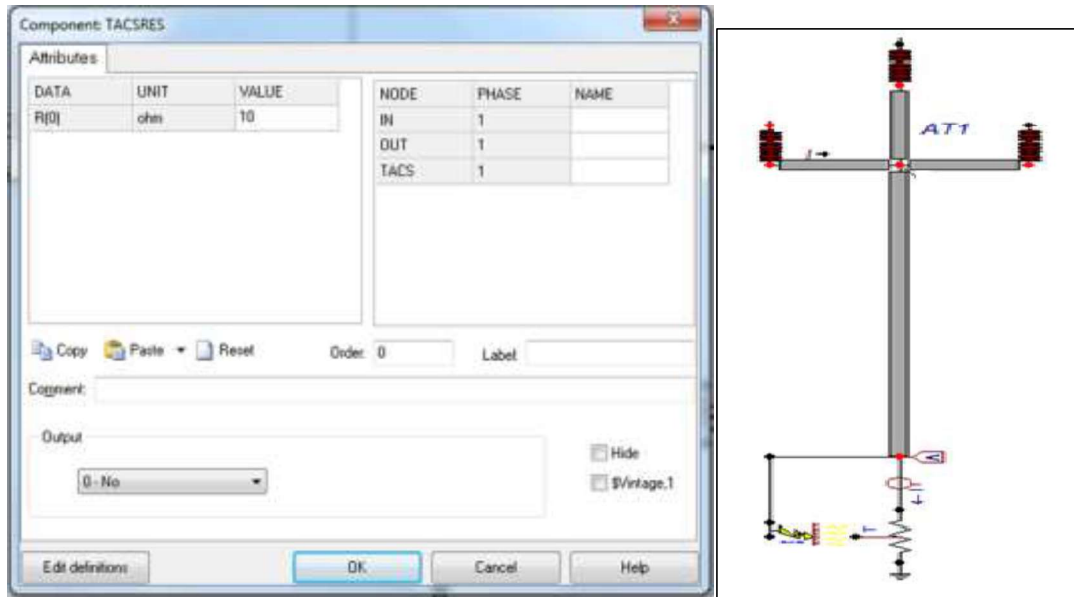 Component: TACSRES
Attributes
DATA UNIT VALUE
R(0) ohm 10
NODE PHASE NAME
IN 1
OUT 1
TACS 1
Copy Paste Reset Order: 0 Label:
Comment:
Output
0 - No
Hide
$Vintage,1
Edit definitions OK Cancel Help
AT1
I
V
I
T